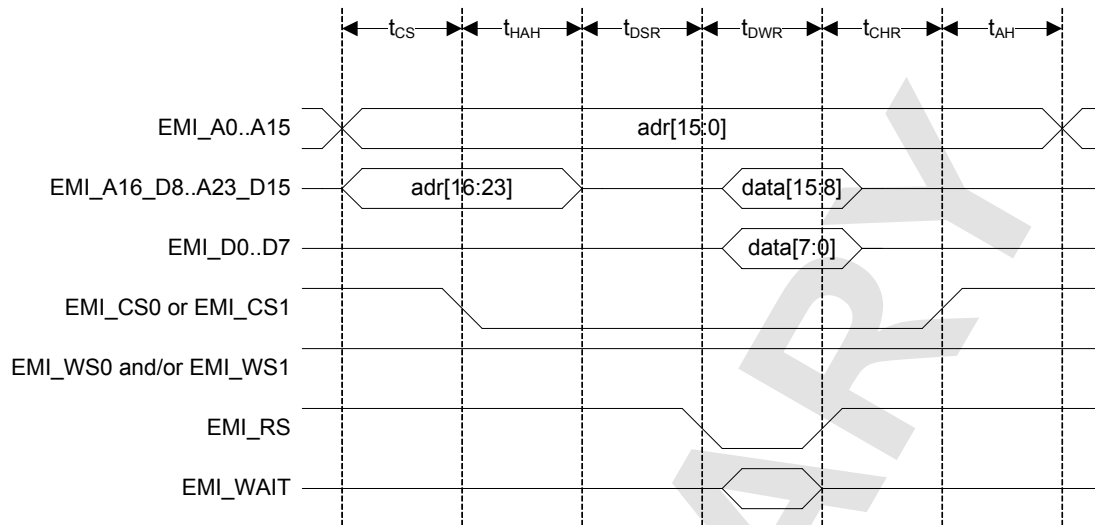 tCS tHAH tDSR tDWR tCHR tAH
EMI_A0..A15 adr[15:0]
EMI_A16_D8..A23_D15 adr[16:23] data[15:8]
EMI_D0..D7 data[7:0]
EMI_CS0 or EMI_CS1
EMI_WS0 and/or EMI_WS1
EMI_RS
EMI_WAIT
ARY